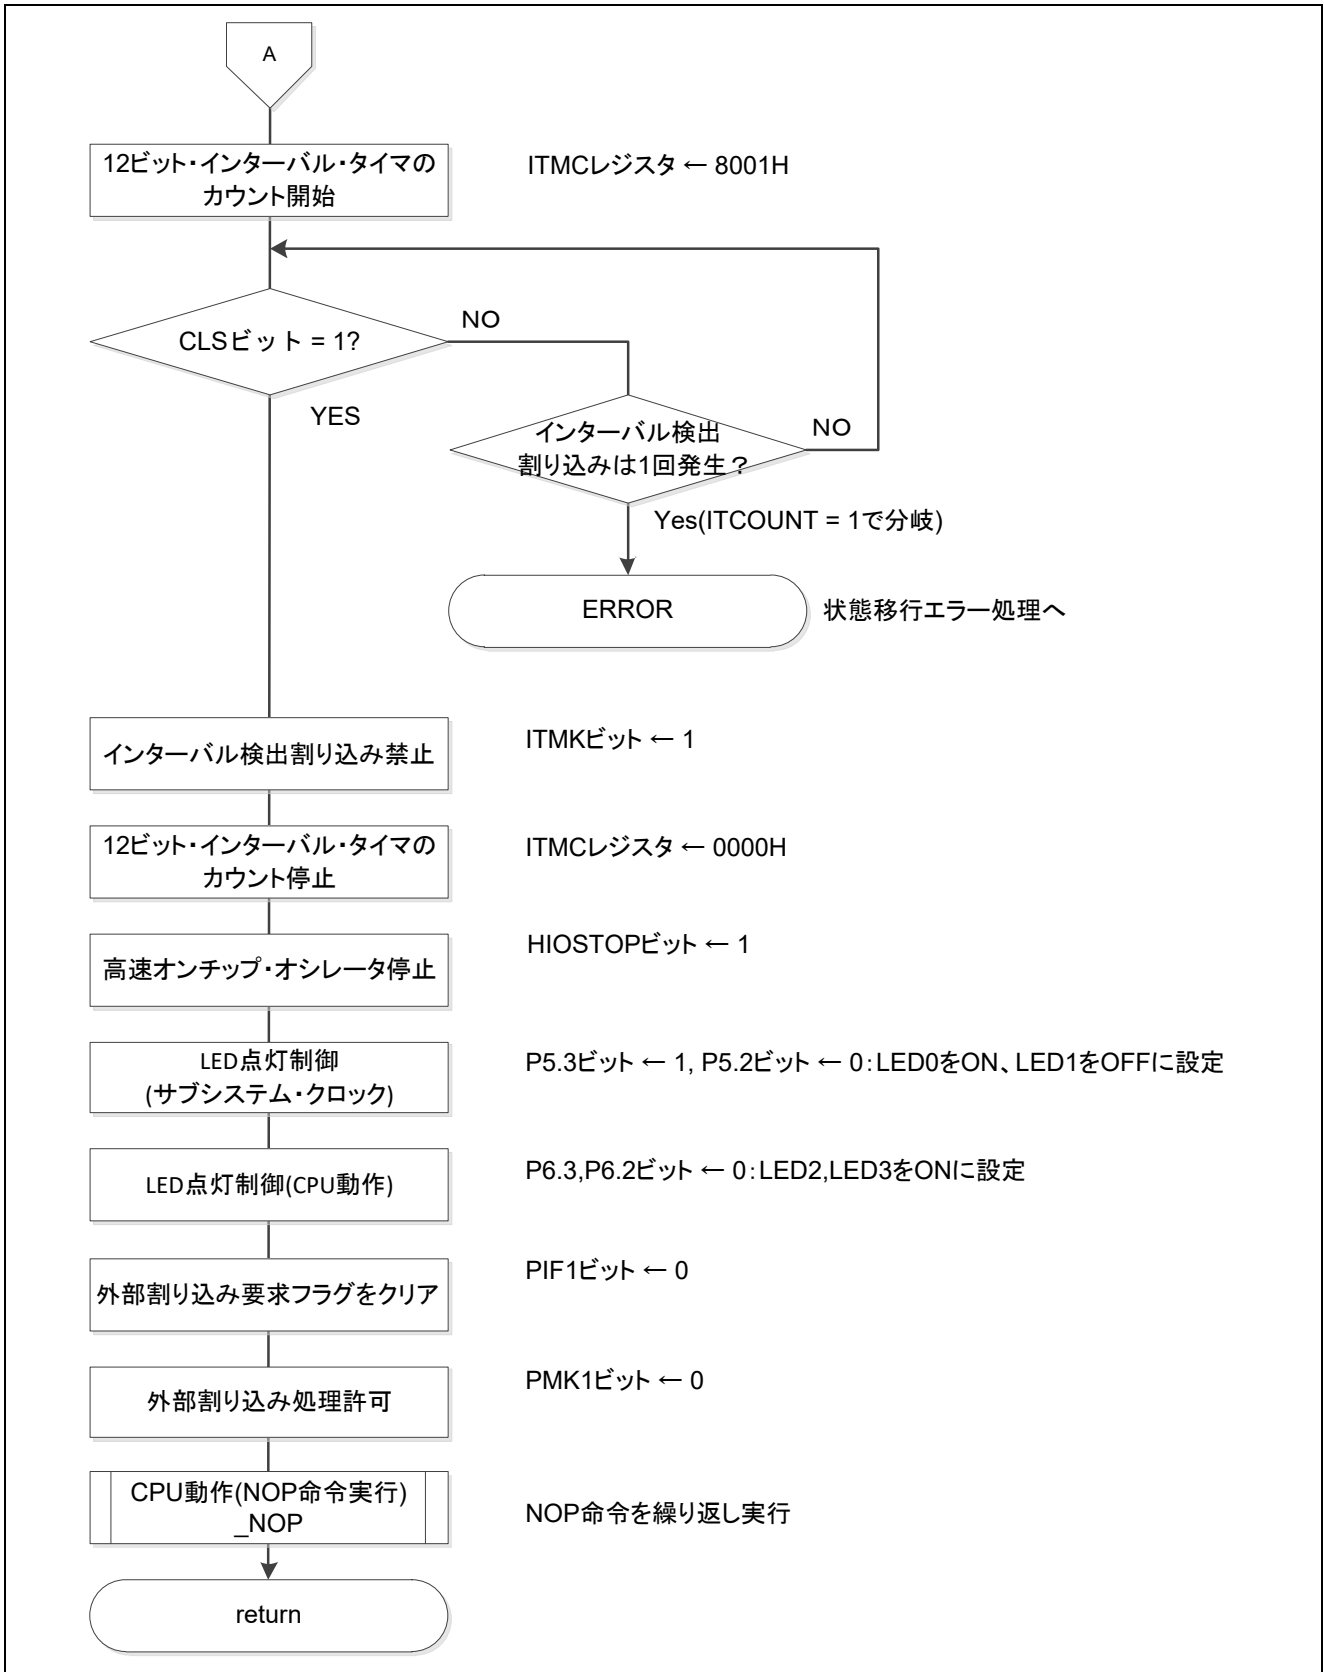 A
12ビット・インターバル・タイマの
カウント開始
ITMCレジスタ ← 8001H
CLSビット = 1?
NO
YES
インターバル検出
割り込みは1回発生？
NO
Yes(ITCOUNT = 1で分岐)
ERROR
状態移行エラー処理へ
インターバル検出割り込み禁止
ITMKビット ← 1
12ビット・インターバル・タイマの
カウント停止
ITMCレジスタ ← 0000H
高速オンチップ・オシレータ停止
HIOSTOPビット ← 1
LED点灯制御
(サブシステム・クロック)
P5.3ビット ← 1, P5.2ビット ← 0：LED0をON、LED1をOFFに設定
LED点灯制御(CPU動作)
P6.3,P6.2ビット ← 0：LED2,LED3をONに設定
外部割り込み要求フラグをクリア
PIF1ビット ← 0
外部割り込み処理許可
PMK1ビット ← 0
CPU動作(NOP命令実行)
_NOP
NOP命令を繰り返し実行
return